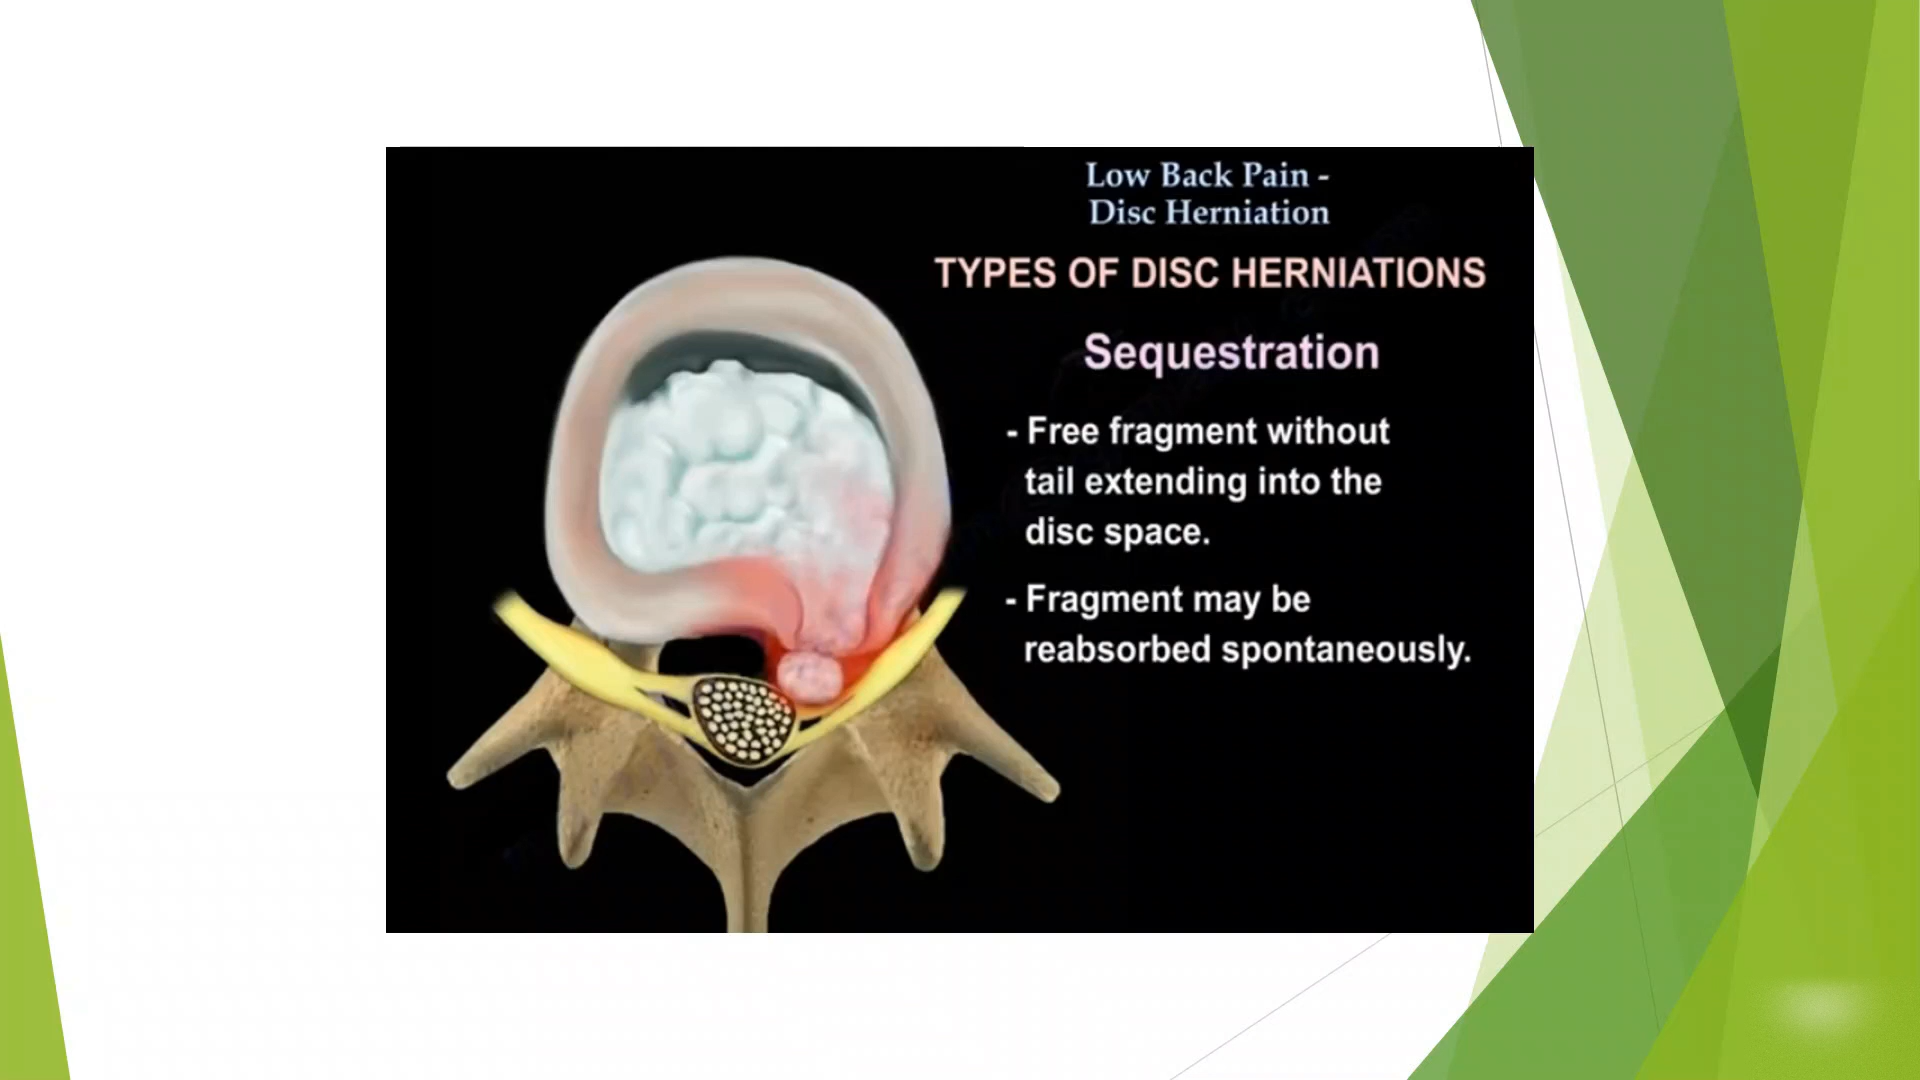 Low Back Pain -
Disc Herniation
TYPES OF DISC HERNIATIONS
Sequestration
- Free fragment without
tail extending into the
disc space.
- Fragment may be
reabsorbed spontaneously.